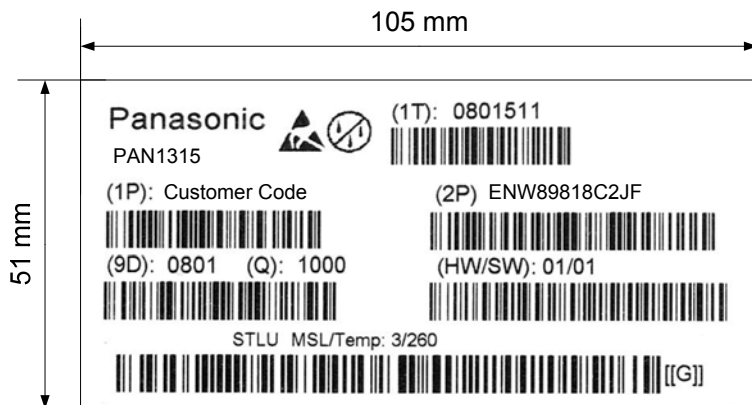 105 mm
51 mm
Panasonic
PAN1315
(1T): 0801511
(1P): Customer Code
(2P) ENW89818C2JF
(9D): 0801 (Q): 1000
(HW/SW): 01/01
STLU MSL/Temp: 3/260
[[G]]